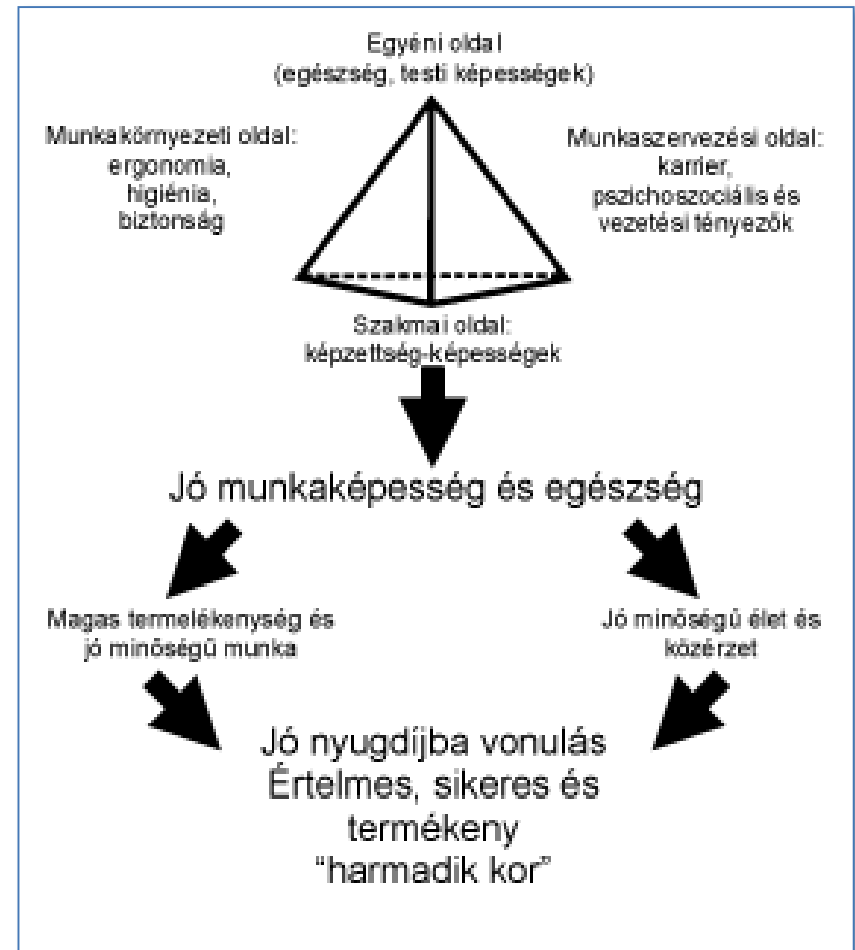 Egyéni oldal
(egészség, testi képességek)
Munkakörnyezeti oldal:
ergonomia,
higiénia,
biztonság
Munkaszervezési oldal:
karrier,
pszichoszociális és
vezetési tényezők
Szakmai oldal:
képzettség-képességek
Jó munkaképesség és egészség
Magas termelékenység és
jó minőségű munka
Jó minőségű élet és
közérzet
Jó nyugdíjba vonulás
Értelmes, sikeres és
termékeny
"harmadik kor"